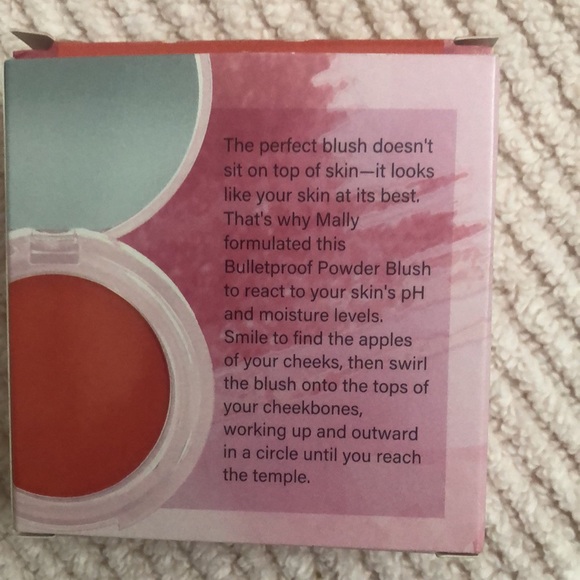 The perfect blush doesn't
sit on top of skin—it looks
like your skin at its best.
That's why Mally
formulated this
Bulletproof Powder Blush
to react to your skin's pH
and moisture levels.
Smile to find the apples
of your cheeks, then swirl
the blush onto the tops of
your cheekbones,
working up and outward
in a circle until you reach
the temple.